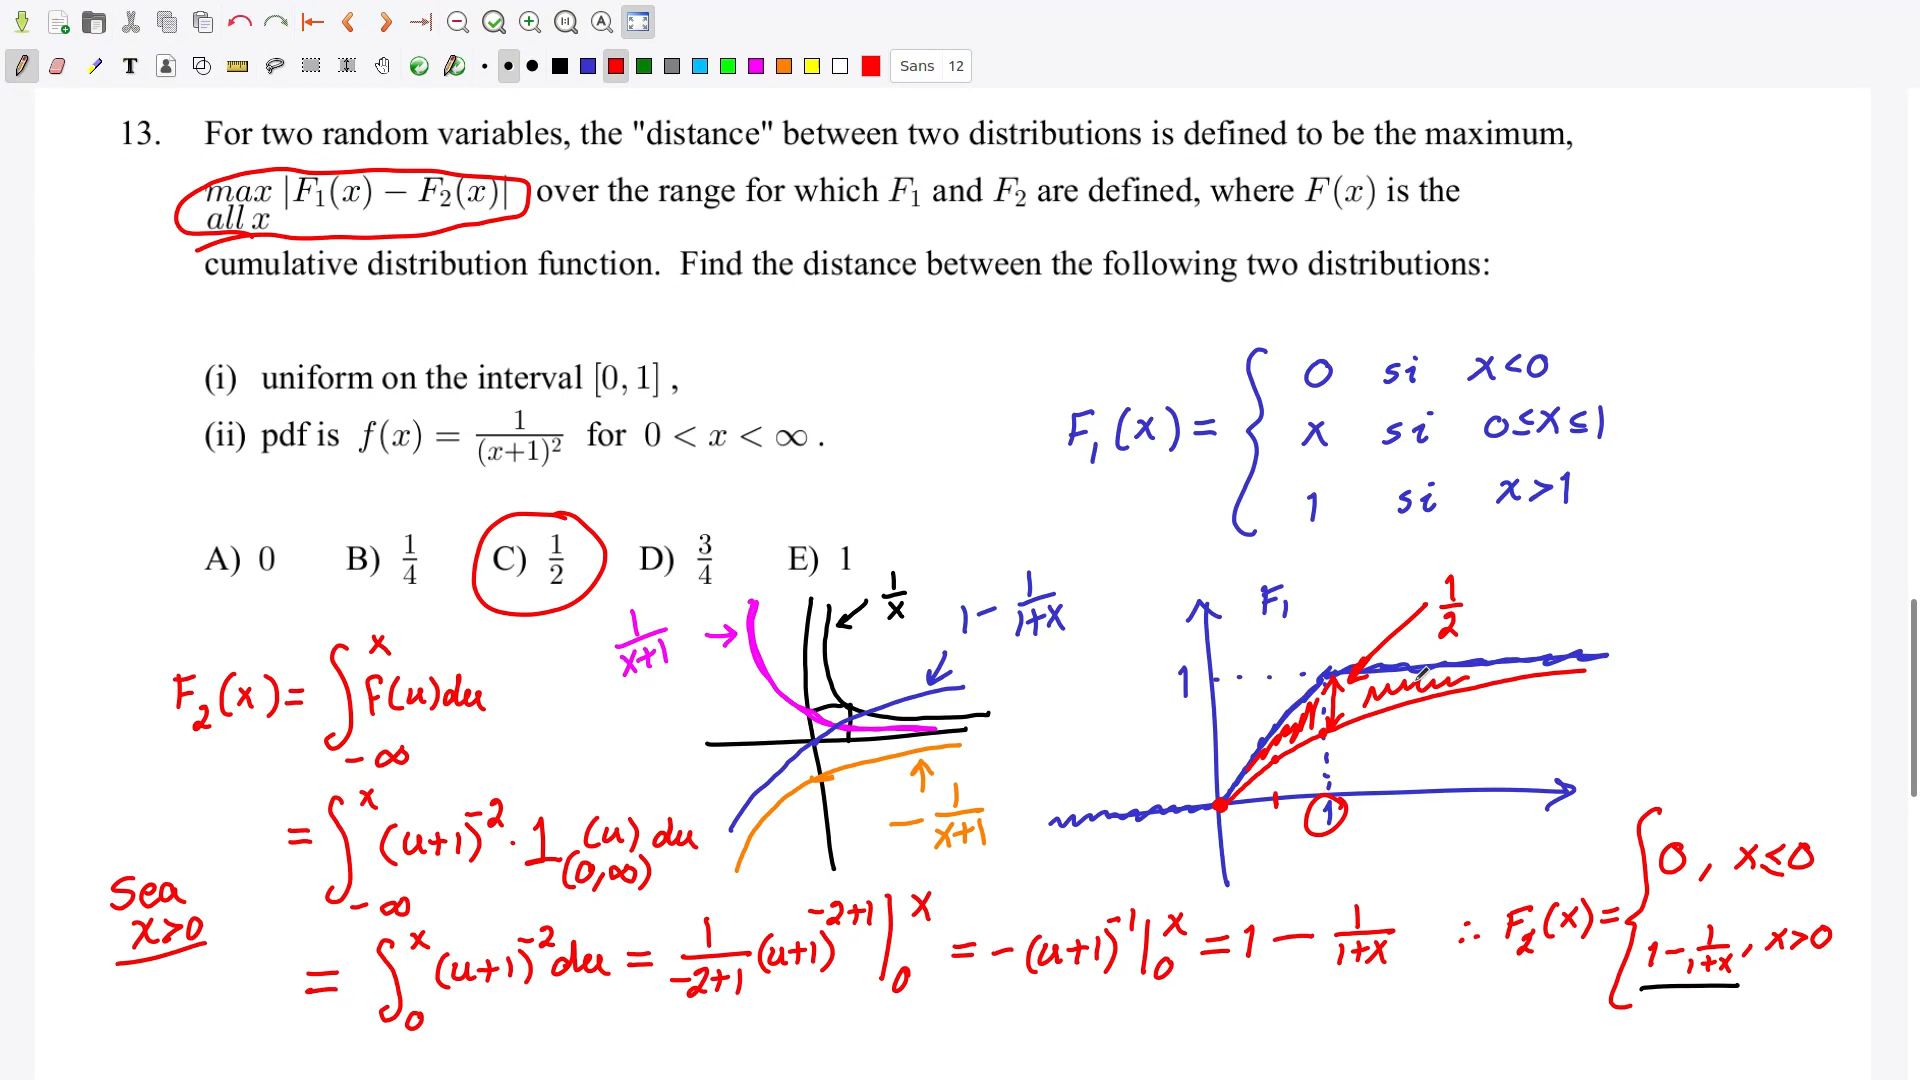 Sans 12
13. For two random variables, the "distance" between two distributions is defined to be the maximum,
max |F₁(x) − F₂(x)| over the range for which F₁ and F₂ are defined, where F(x) is the
all x
cumulative distribution function. Find the distance between the following two distributions:
(i) uniform on the interval [0, 1] ,
(ii) pdf is f(x) = 1/(x+1)² for 0 < x < ∞ .
F₁(x) = { 0 si x<0
x si 0≤x≤1
1 si x>1
A) 0 B) 1/4 C) 1/2 D) 3/4 E) 1
1/x
1/(x+1) →
1 − 1/(1+x)
− 1/(x+1)
F₁
1/2
1
1
F₂(x) = ∫_{-∞}^{x} f(u)du
= ∫_{-∞}^{x} (u+1)^{-2} · 1_{(0,∞)}(u) du
Sea
x>0
= ∫_0^x (u+1)^{-2} du = 1/(-2+1) (u+1)^{-2+1} |_0^x = −(u+1)^{-1} |_0^x = 1 − 1/(1+x) ∴ F₂(x) = { 0, x≤0
1 − 1/(1+x), x>0